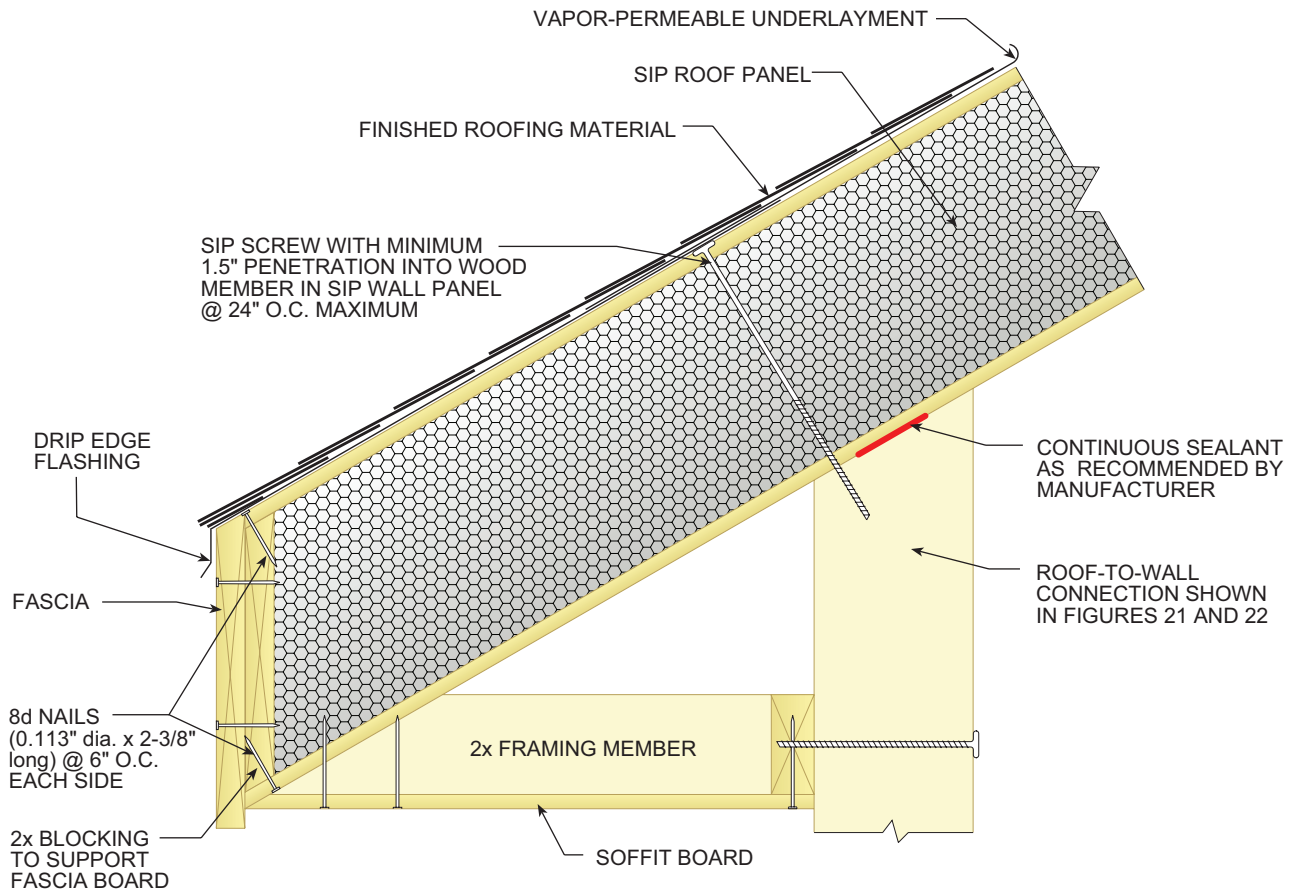 VAPOR-PERMEABLE UNDERLAYMENT
SIP ROOF PANEL
FINISHED ROOFING MATERIAL
SIP SCREW WITH MINIMUM
1.5" PENETRATION INTO WOOD
MEMBER IN SIP WALL PANEL
@ 24" O.C. MAXIMUM
DRIP EDGE
FLASHING
CONTINUOUS SEALANT
AS RECOMMENDED BY
MANUFACTURER
ROOF-TO-WALL
CONNECTION SHOWN
IN FIGURES 21 AND 22
FASCIA
8d NAILS
(0.113" dia. x 2-3/8"
long) @ 6" O.C.
EACH SIDE
2x FRAMING MEMBER
2x BLOCKING
TO SUPPORT
FASCIA BOARD
SOFFIT BOARD